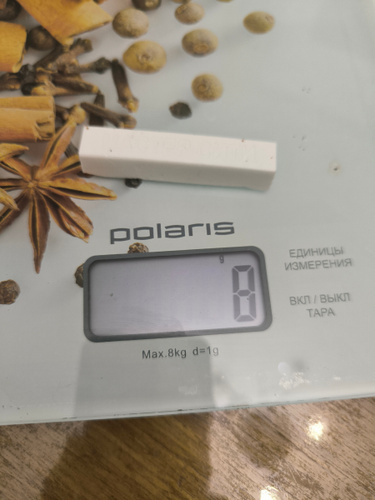 polaris
ЕДИНИЦЫ
ИЗМЕРЕНИЯ
8
ВКЛ / ВЫКЛ
ТАРА
Max.8kg d=1g